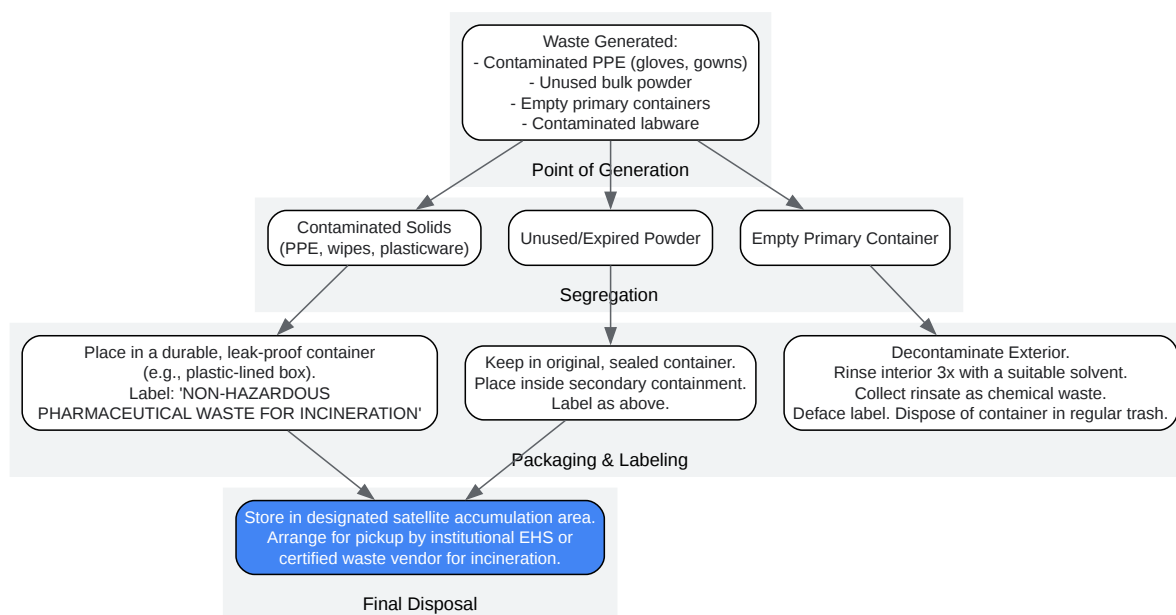 Waste Generated:
- Contaminated PPE (gloves, gowns)
- Unused bulk powder
- Empty primary containers
- Contaminated labware
Point of Generation
Contaminated Solids
(PPE, wipes, plasticware)
Unused/Expired Powder
Empty Primary Container
Segregation
Place in a durable, leak-proof container
(e.g., plastic-lined box).
Label: 'NON-HAZARDOUS
PHARMACEUTICAL WASTE FOR INCINERATION'
Keep in original, sealed container.
Place inside secondary containment.
Label as above.
Decontaminate Exterior.
Rinse interior 3x with a suitable solvent.
Collect rinsate as chemical waste.
Deface label. Dispose of container in regular trash.
Packaging & Labeling
Store in designated satellite accumulation area.
Arrange for pickup by institutional EHS or
certified waste vendor for incineration.
Final Disposal